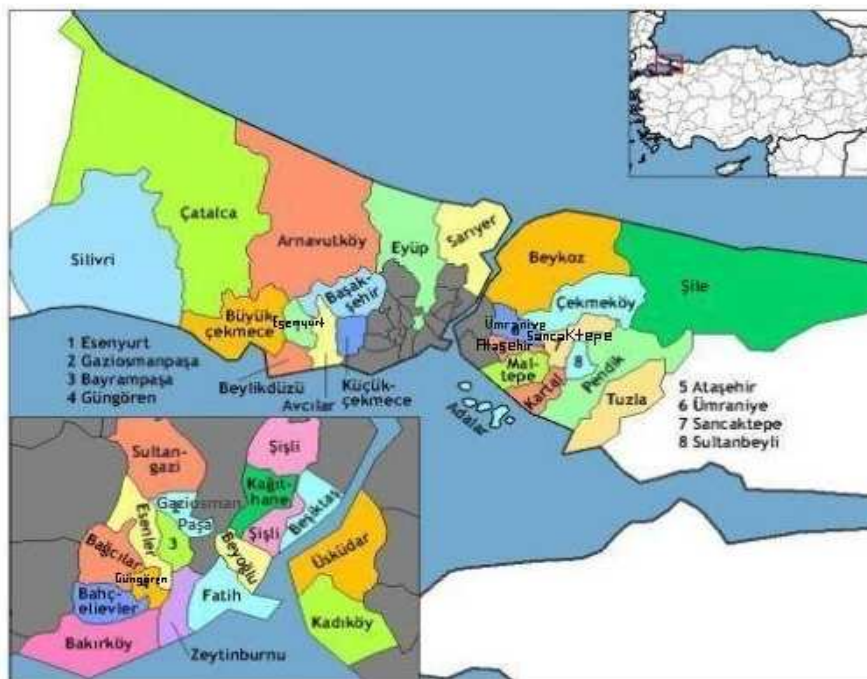 Silivri
Çatalca
Arnavutköy
Eyüp
Sarıyer
Beykoz
Şile
Çekmeköy
Başak-
şehir
Büyük
çekmece
Esenyurt
Ümraniye
6
Sancaktepe
Ataşehir
Mal-
tepe
8
Kartal
Pendik
Tuzla
Beylikdüzü
Avcılar
Küçük-
çekmece
Adalar
1 Esenyurt
2 Gaziosmanpaşa
3 Bayrampaşa
4 Güngören
5 Ataşehir
6 Ümraniye
7 Sancaktepe
8 Sultanbeyli
Sultan-
gazi
Şişli
Kağıt-
hane
Beşiktaş
Gaziosman
Paşa
Esenler
3
Şişli
Beyoğlu
Üsküdar
Bağcılar
Güngören
Bahç-
elievler
Fatih
Kadıköy
Bakırköy
Zeytinburnu